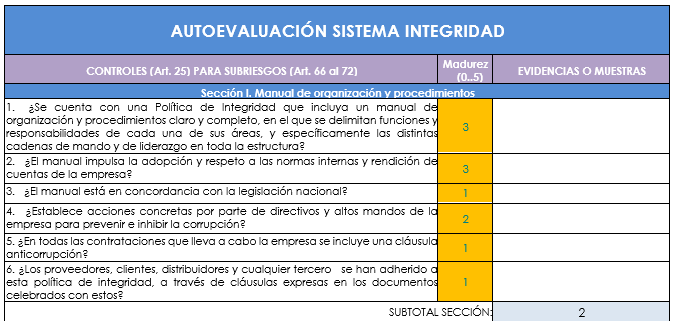 AUTOEVALUACIÓN SISTEMA INTEGRIDAD
CONTROLES (Art. 25) PARA SUBRIESGOS (Art. 66 al 72)
Madurez
(0..5)
EVIDENCIAS O MUESTRAS
Sección I. Manual de organización y procedimientos
1. ¿Se cuenta con una Política de Integridad que incluya un manual de
organización y procedimientos claro y completo, en el que se delimitan funciones y
responsabilidades de cada una de sus áreas, y específicamente las distintas
cadenas de mando y de liderazgo en toda la estructura?
3
2. ¿El manual impulsa la adopción y respeto a las normas internas y rendición de
cuentas de la empresa?
3
3. ¿El manual está en concordancia con la legislación nacional?
1
4. ¿Establece acciones concretas por parte de directivos y altos mandos de la
empresa para prevenir e inhibir la corrupción?
2
5. ¿En todas las contrataciones que lleva a cabo la empresa se incluye una cláusula
anticorrupción?
1
6. ¿Los proveedores, clientes, distribuidores y cualquier tercero se han adherido a
esta política de integridad, a través de cláusulas expresas en los documentos
celebrados con estos?
1
SUBTOTAL SECCIÓN:
2